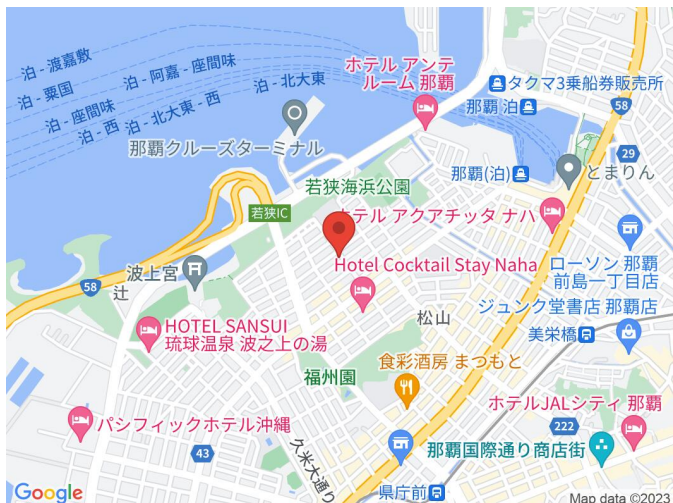 泊 - 渡嘉敷
泊 - 粟国
泊 - 阿嘉 - 座間味
泊 - 座間味
泊 - 北大東
泊 - 西
泊 - 北大東 - 西
ホテル アンテ
ルーム 那覇
タクマ3乗船券販売所
58
那覇 泊
29
那覇クルーズターミナル
那覇(泊)
とまりん
若狭海浜公園
若狭IC
ホテル アクアチッタ ナハ
波上宮
辻
58
Hotel Cocktail Stay Naha
ローソン 那覇
前島一丁目店
ジュンク堂書店 那覇店
松山
美栄橋
HOTEL SANSUI
琉球温泉 波之上の湯
福州園
食彩酒房 まつもと
パシフィックホテル沖縄
ホテルJALシティ 那覇
222
43
久米大通り
那覇国際通り商店街
県庁前
Google
Map data ©2023